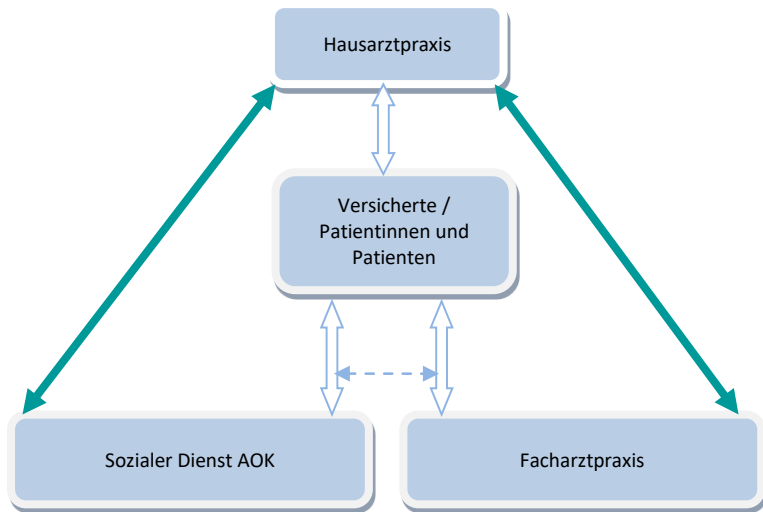 Hausarztpraxis
Versicherte /
Patientinnen und
Patienten
Sozialer Dienst AOK
Facharztpraxis